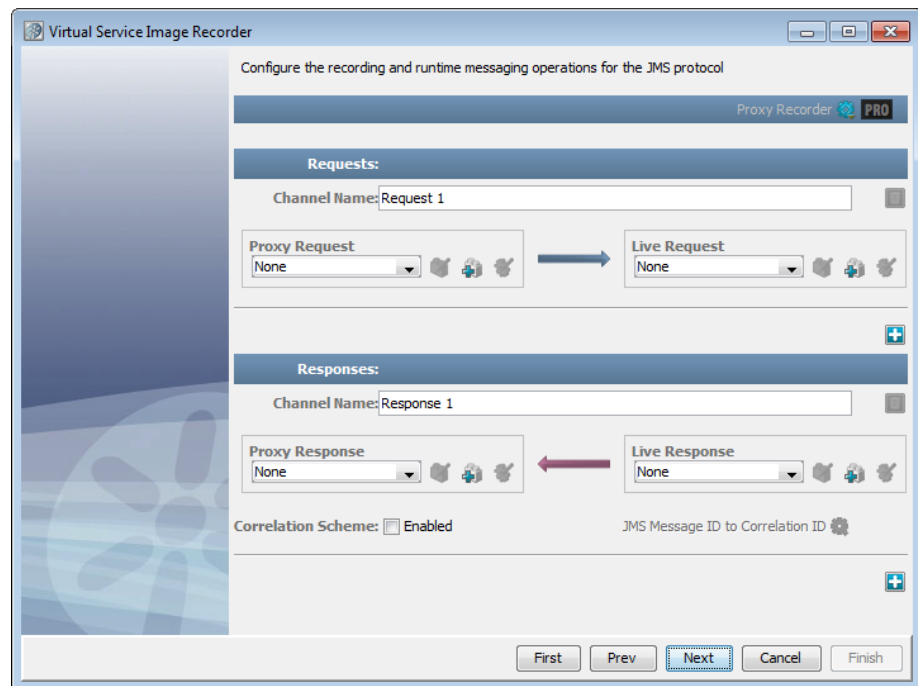 Virtual Service Image Recorder
Configure the recording and runtime messaging operations for the JMS protocol
Proxy Recorder PRO
Requests:
Channel Name: Request 1
Proxy Request
None
Live Request
None
Responses:
Channel Name: Response 1
Proxy Response
None
Live Response
None
Correlation Scheme: Enabled
JMS Message ID to Correlation ID
First Prev Next Cancel Finish